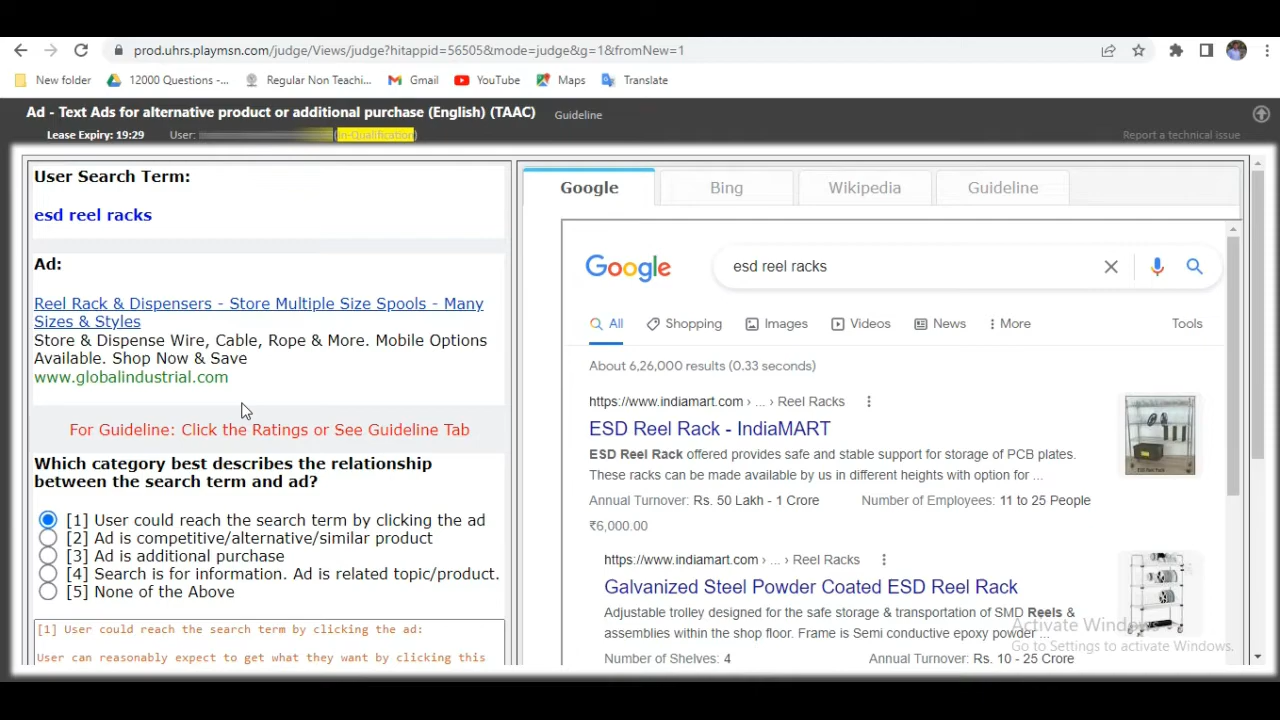 prod.uhrs.playmsn.com/judge/Views/judge?hitappid=56505&mode=judge&g=1&fromNew=1
New folder 12000 Questions -... Regular Non Teachi... Gmail YouTube Maps Translate
Ad - Text Ads for alternative product or additional purchase (English) (TAAC) Guideline
Lease Expiry: 19:29 User: (In-Qualification) Report a technical issue
User Search Term:
esd reel racks
Ad:
Reel Rack & Dispensers - Store Multiple Size Spools - Many
Sizes & Styles
Store & Dispense Wire, Cable, Rope & More. Mobile Options
Available. Shop Now & Save
www.globalindustrial.com
For Guideline: Click the Ratings or See Guideline Tab
Which category best describes the relationship
between the search term and ad?
[1] User could reach the search term by clicking the ad
[2] Ad is competitive/alternative/similar product
[3] Ad is additional purchase
[4] Search is for information. Ad is related topic/product.
[5] None of the Above
[1] User could reach the search term by clicking the ad:
User can reasonably expect to get what they want by clicking this
Google Bing Wikipedia Guideline
Google esd reel racks
All Shopping Images Videos News More Tools
About 6,26,000 results (0.33 seconds)
https://www.indiamart.com › ... › Reel Racks
ESD Reel Rack - IndiaMART
ESD Reel Rack offered provides safe and stable support for storage of PCB plates.
These racks can be made available by us in different heights with option for ...
Annual Turnover: Rs. 50 Lakh - 1 Crore Number of Employees: 11 to 25 People
₹6,000.00
https://www.indiamart.com › ... › Reel Racks
Galvanized Steel Powder Coated ESD Reel Rack
Adjustable trolley designed for the safe storage & transportation of SMD Reels &
assemblies within the shop floor. Frame is Semi conductive epoxy powder ...
Number of Shelves: 4 Annual Turnover: Rs. 10 - 25 Crore
Activate Windows
Go to Settings to activate Windows.